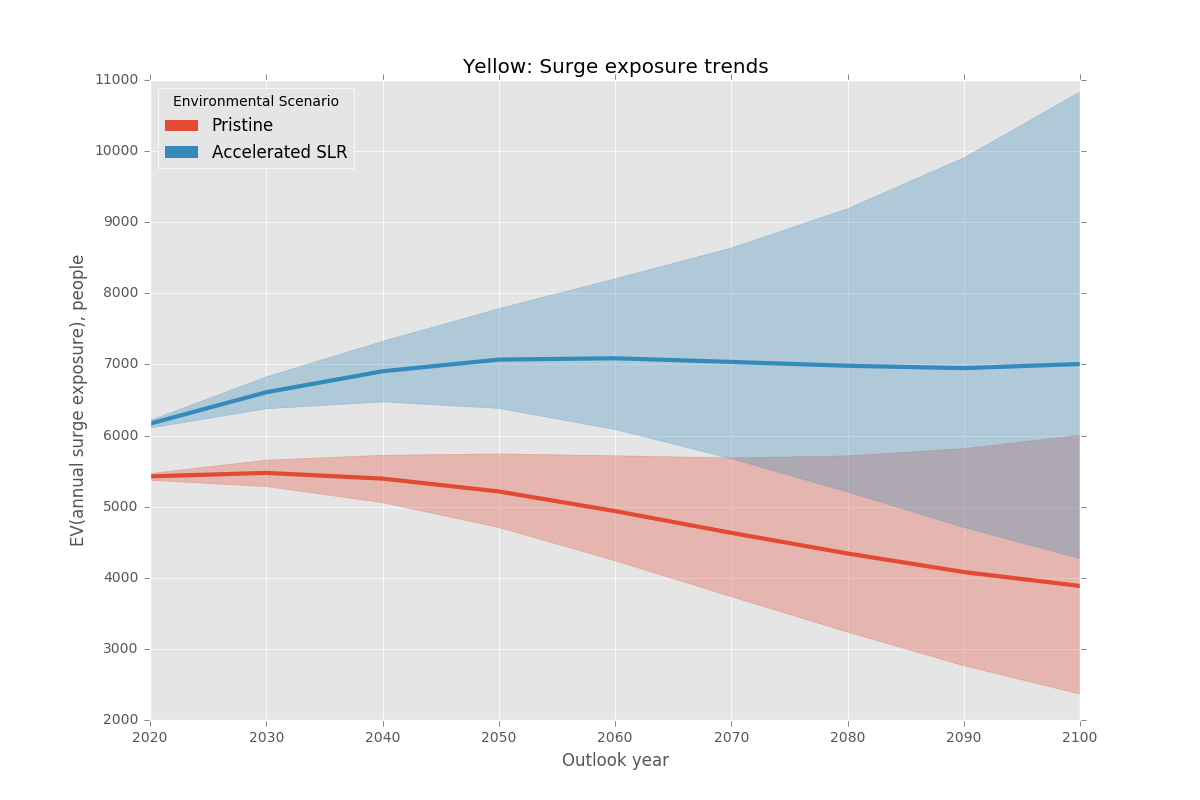 Yellow: Surge exposure trends
11000
10000
9000
8000
7000
6000
5000
4000
3000
2000
EV(annual surge exposure), people
Environmental Scenario
Pristine
Accelerated SLR
2020 2030 2040 2050 2060 2070 2080 2090 2100
Outlook year